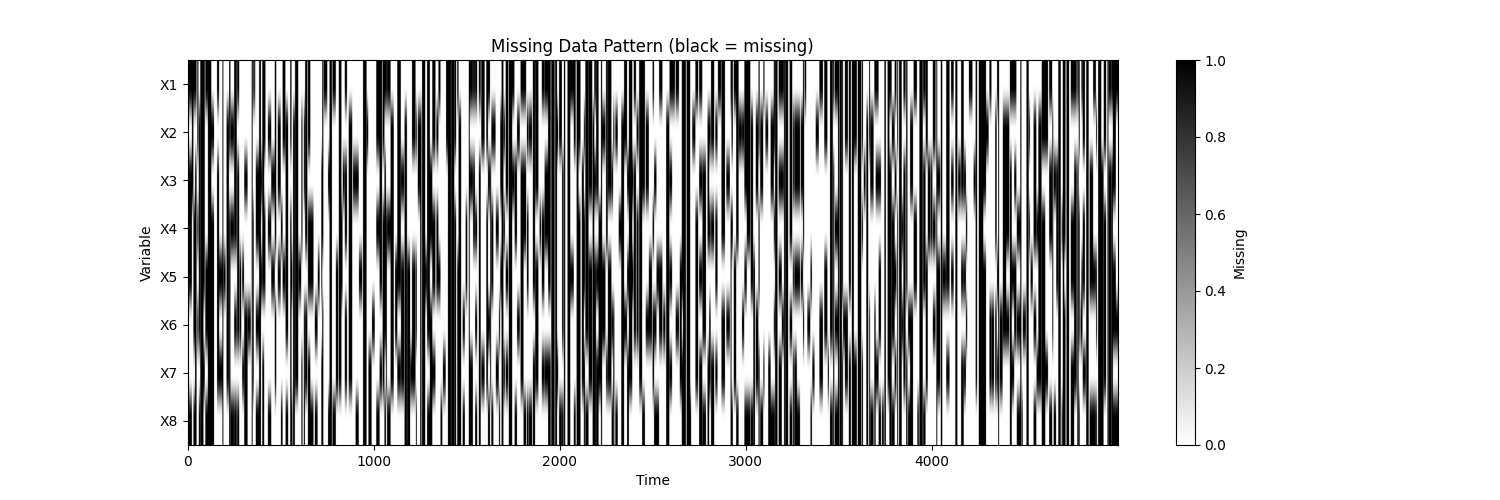 Missing Data Pattern (black = missing)
X1
X2
X3
X4
X5
X6
X7
X8
Variable
0 1000 2000 3000 4000
Time
1.0
0.8
0.6
0.4
0.2
0.0
Missing